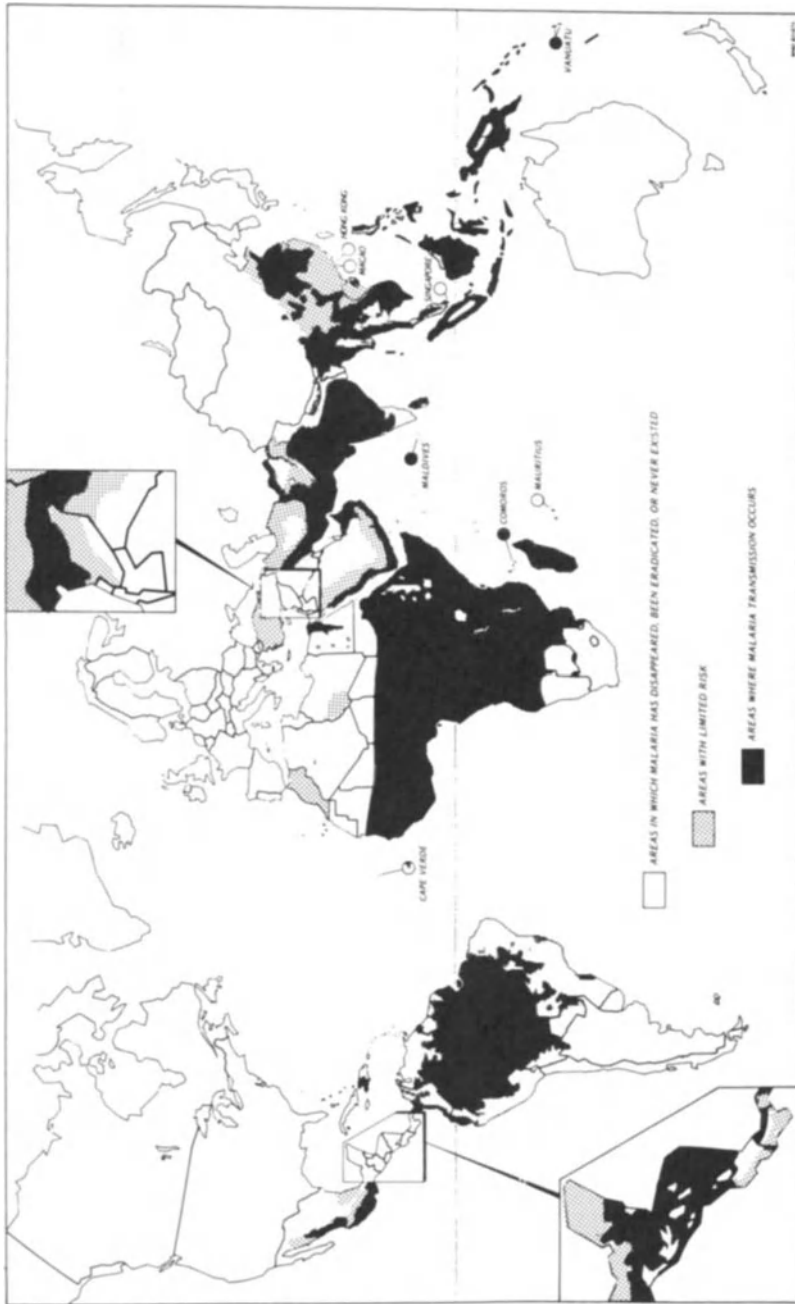 HONG KONG
MACAO
SINGAPORE
VANUATU
MALDIVES
COMOROS
MAURITIUS
CAPE VERDE
AREAS IN WHICH MALARIA HAS DISAPPEARED, BEEN ERADICATED, OR NEVER EXISTED
AREAS WITH LIMITED RISK
AREAS WHERE MALARIA TRANSMISSION OCCURS